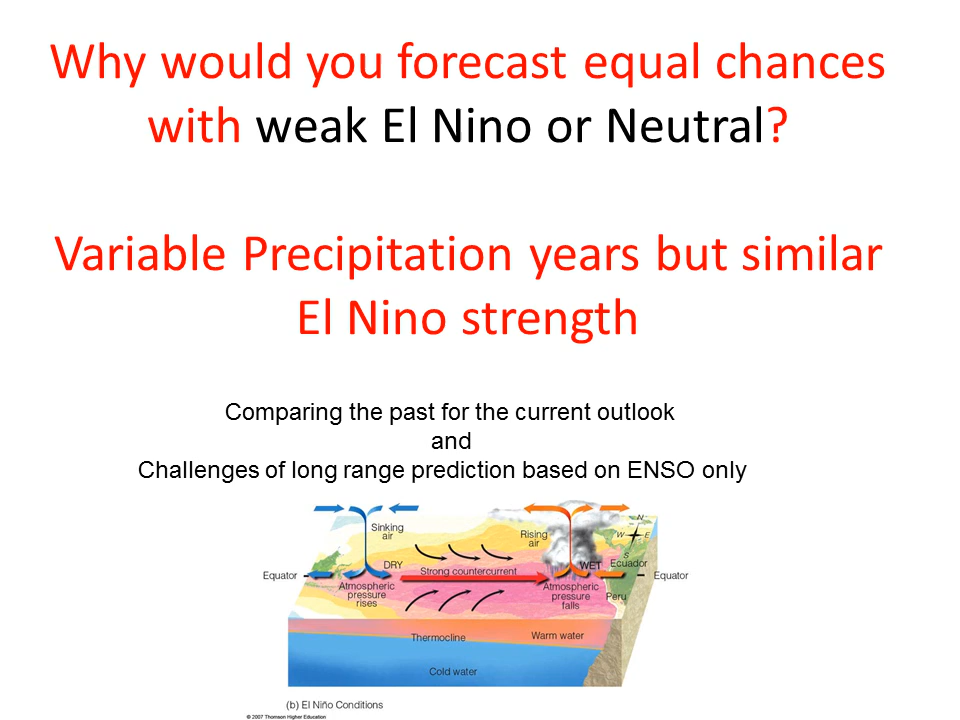 Why would you forecast equal chances
with weak El Nino or Neutral?
Variable Precipitation years but similar
El Nino strength
Comparing the past for the current outlook
and
Challenges of long range prediction based on ENSO only
Sinking
air
Rising
air
N
W
E
S
DRY
WET
Ecuador
Equator
Strong countercurrent
Equator
Atmospheric
pressure
rises
Atmospheric
pressure
falls
Peru
Thermocline
Warm water
Cold water
(b) El Niño Conditions
© 2007 Thomson Higher Education